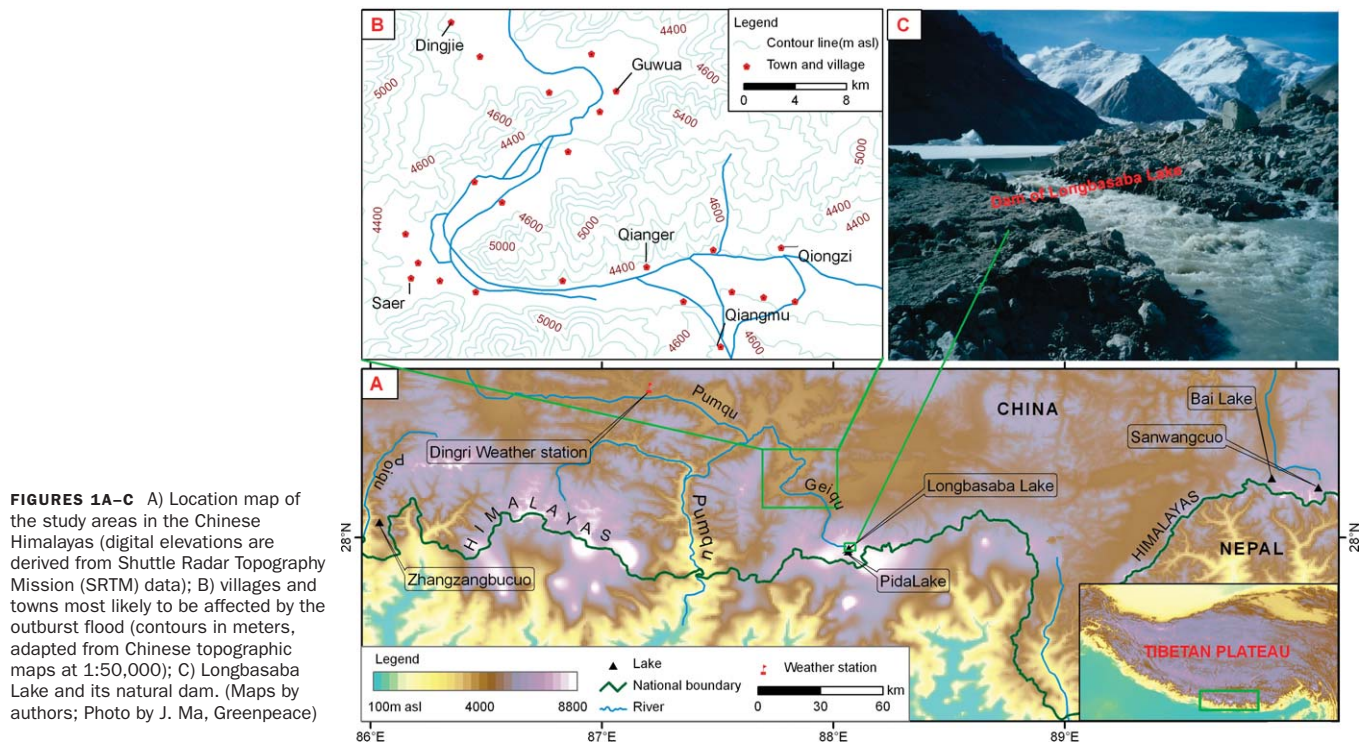 FIGURES 1A–C A) Location map of
the study areas in the Chinese
Himalayas (digital elevations are
derived from Shuttle Radar Topography
Mission (SRTM) data); B) villages and
towns most likely to be affected by the
outburst flood (contours in meters,
adapted from Chinese topographic
maps at 1:50,000); C) Longbasaba
Lake and its natural dam. (Maps by
authors; Photo by J. Ma, Greenpeace)
B
Dingjie
Guwua
Qianger
Qiongzi
Saer
Qiangmu
4400
4600
5000
5400
4600
4400
4600
5000
4400
4400
4400
4600
4600
5000
5000
4400
5000
4600
4600
Legend
Contour line(m asl)
Town and village
km
0 4 8
C
Dam of Longbasaba Lake
A
CHINA
Pumqu
Bai Lake
Sanwangcuo
Dingri Weather station
Poiqu
Geiqu
Longbasaba Lake
Pumqu
HIMALAYAS
HIMALAYAS
NEPAL
28°N
28°N
Zhangzangbucuo
PidaLake
TIBETAN PLATEAU
Legend
100m asl 4000 8800
Lake
National boundary
River
Weather station
km
0 30 60
86°E 87°E 88°E 89°E